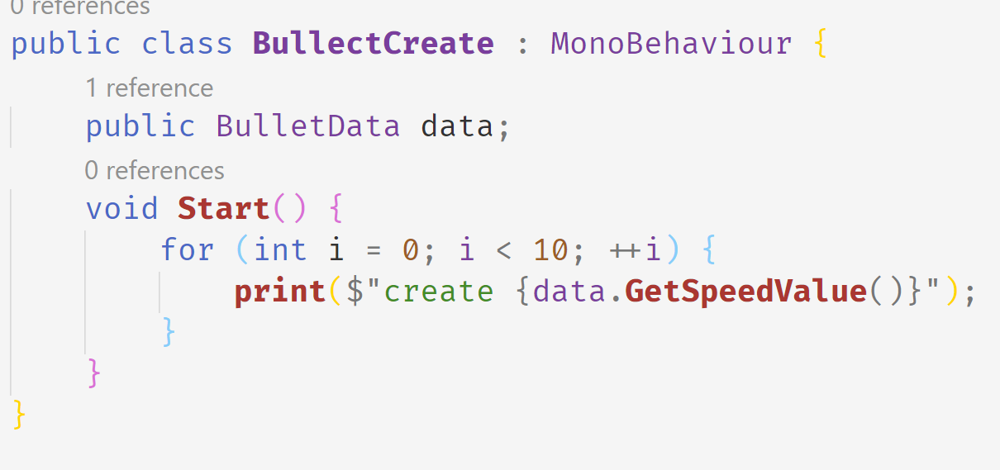 0 references
public class BullectCreate : MonoBehaviour {
1 reference
public BulletData data;
0 references
void Start() {
for (int i = 0; i < 10; ++i) {
print($"create {data.GetSpeedValue()}");
}
}
}